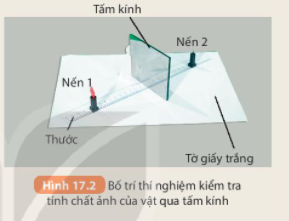 Tấm kính
Nến 2
Nến 1
Thước
Tờ giấy trắng
Hình 17.2 Bố trí thí nghiệm kiểm tra
tính chất ảnh của vật qua tấm kính